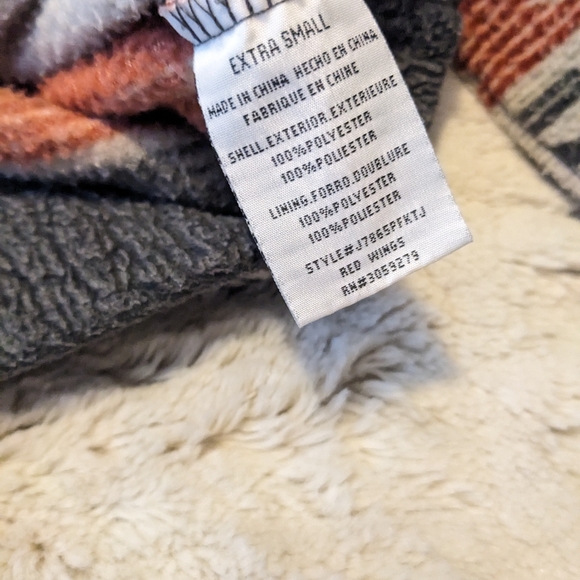 EXTRA SMALL
MADE IN CHINA HECHO EN CHINA
FABRIQUE EN CHINE
SHELL.EXTERIOR.EXTERIEURE
100%POLYESTER
100%POLIESTER
LINING.FORRO.DOUBLURE
100%POLYESTER
100%POLIESTER
STYLE#J7865PFKTJ
RED WINGS
RN#3059279